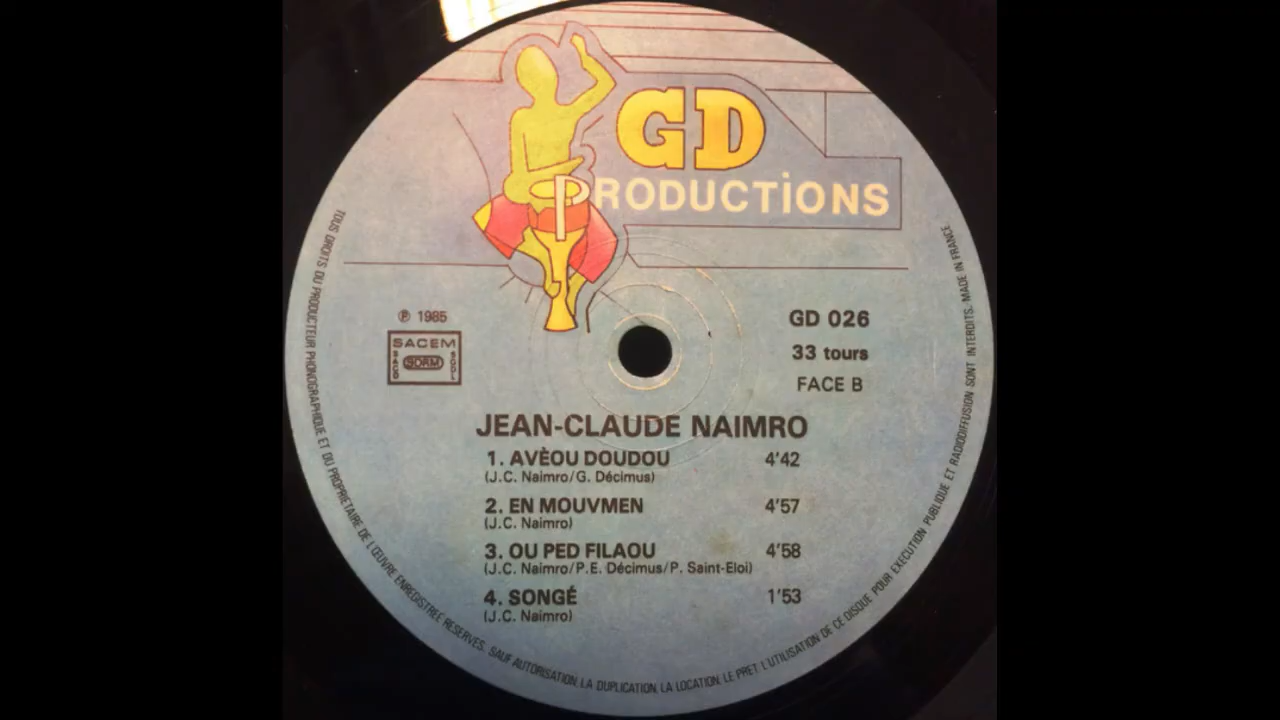 GD
PRODUCTIONS
℗ 1985
SACEM
SACD SDRM SGDL
GD 026
33 tours
FACE B
JEAN-CLAUDE NAIMRO
1. AVÈOU DOUDOU 4'42
(J.C. Naimro/G. Décimus)
2. EN MOUVMEN 4'57
(J.C. Naimro)
3. OU PED FILAOU 4'58
(J.C. Naimro/P.E. Décimus/P. Saint-Eloi)
4. SONGÉ 1'53
(J.C. Naimro)
TOUS DROITS DU PRODUCTEUR PHONOGRAPHIQUE ET DU PROPRIETAIRE DE L'ŒUVRE ENREGISTREE RESERVES. SAUF AUTORISATION, LA DUPLICATION, LA LOCATION, LE PRET, L'UTILISATION DE CE DISQUE POUR EXECUTION PUBLIQUE ET RADIODIFFUSION SONT INTERDITS. MADE IN FRANCE